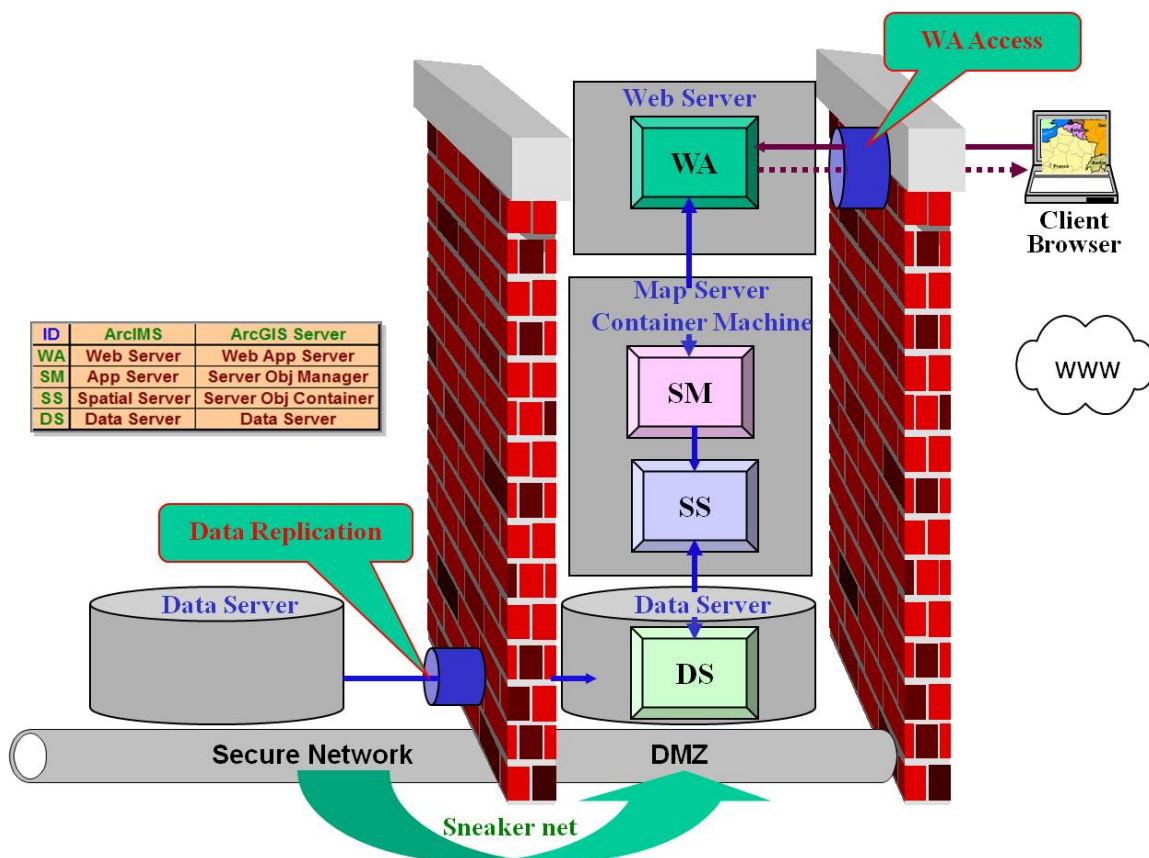 WA Access
Web Server
WA
Client
Browser
Map Server
Container Machine
ID ArcIMS ArcGIS Server
WA Web Server Web App Server
SM App Server Server Obj Manager
SS Spatial Server Server Obj Container
DS Data Server Data Server
www
SM
SS
Data Replication
Data Server
Data Server
DS
Secure Network
DMZ
Sneaker net
France